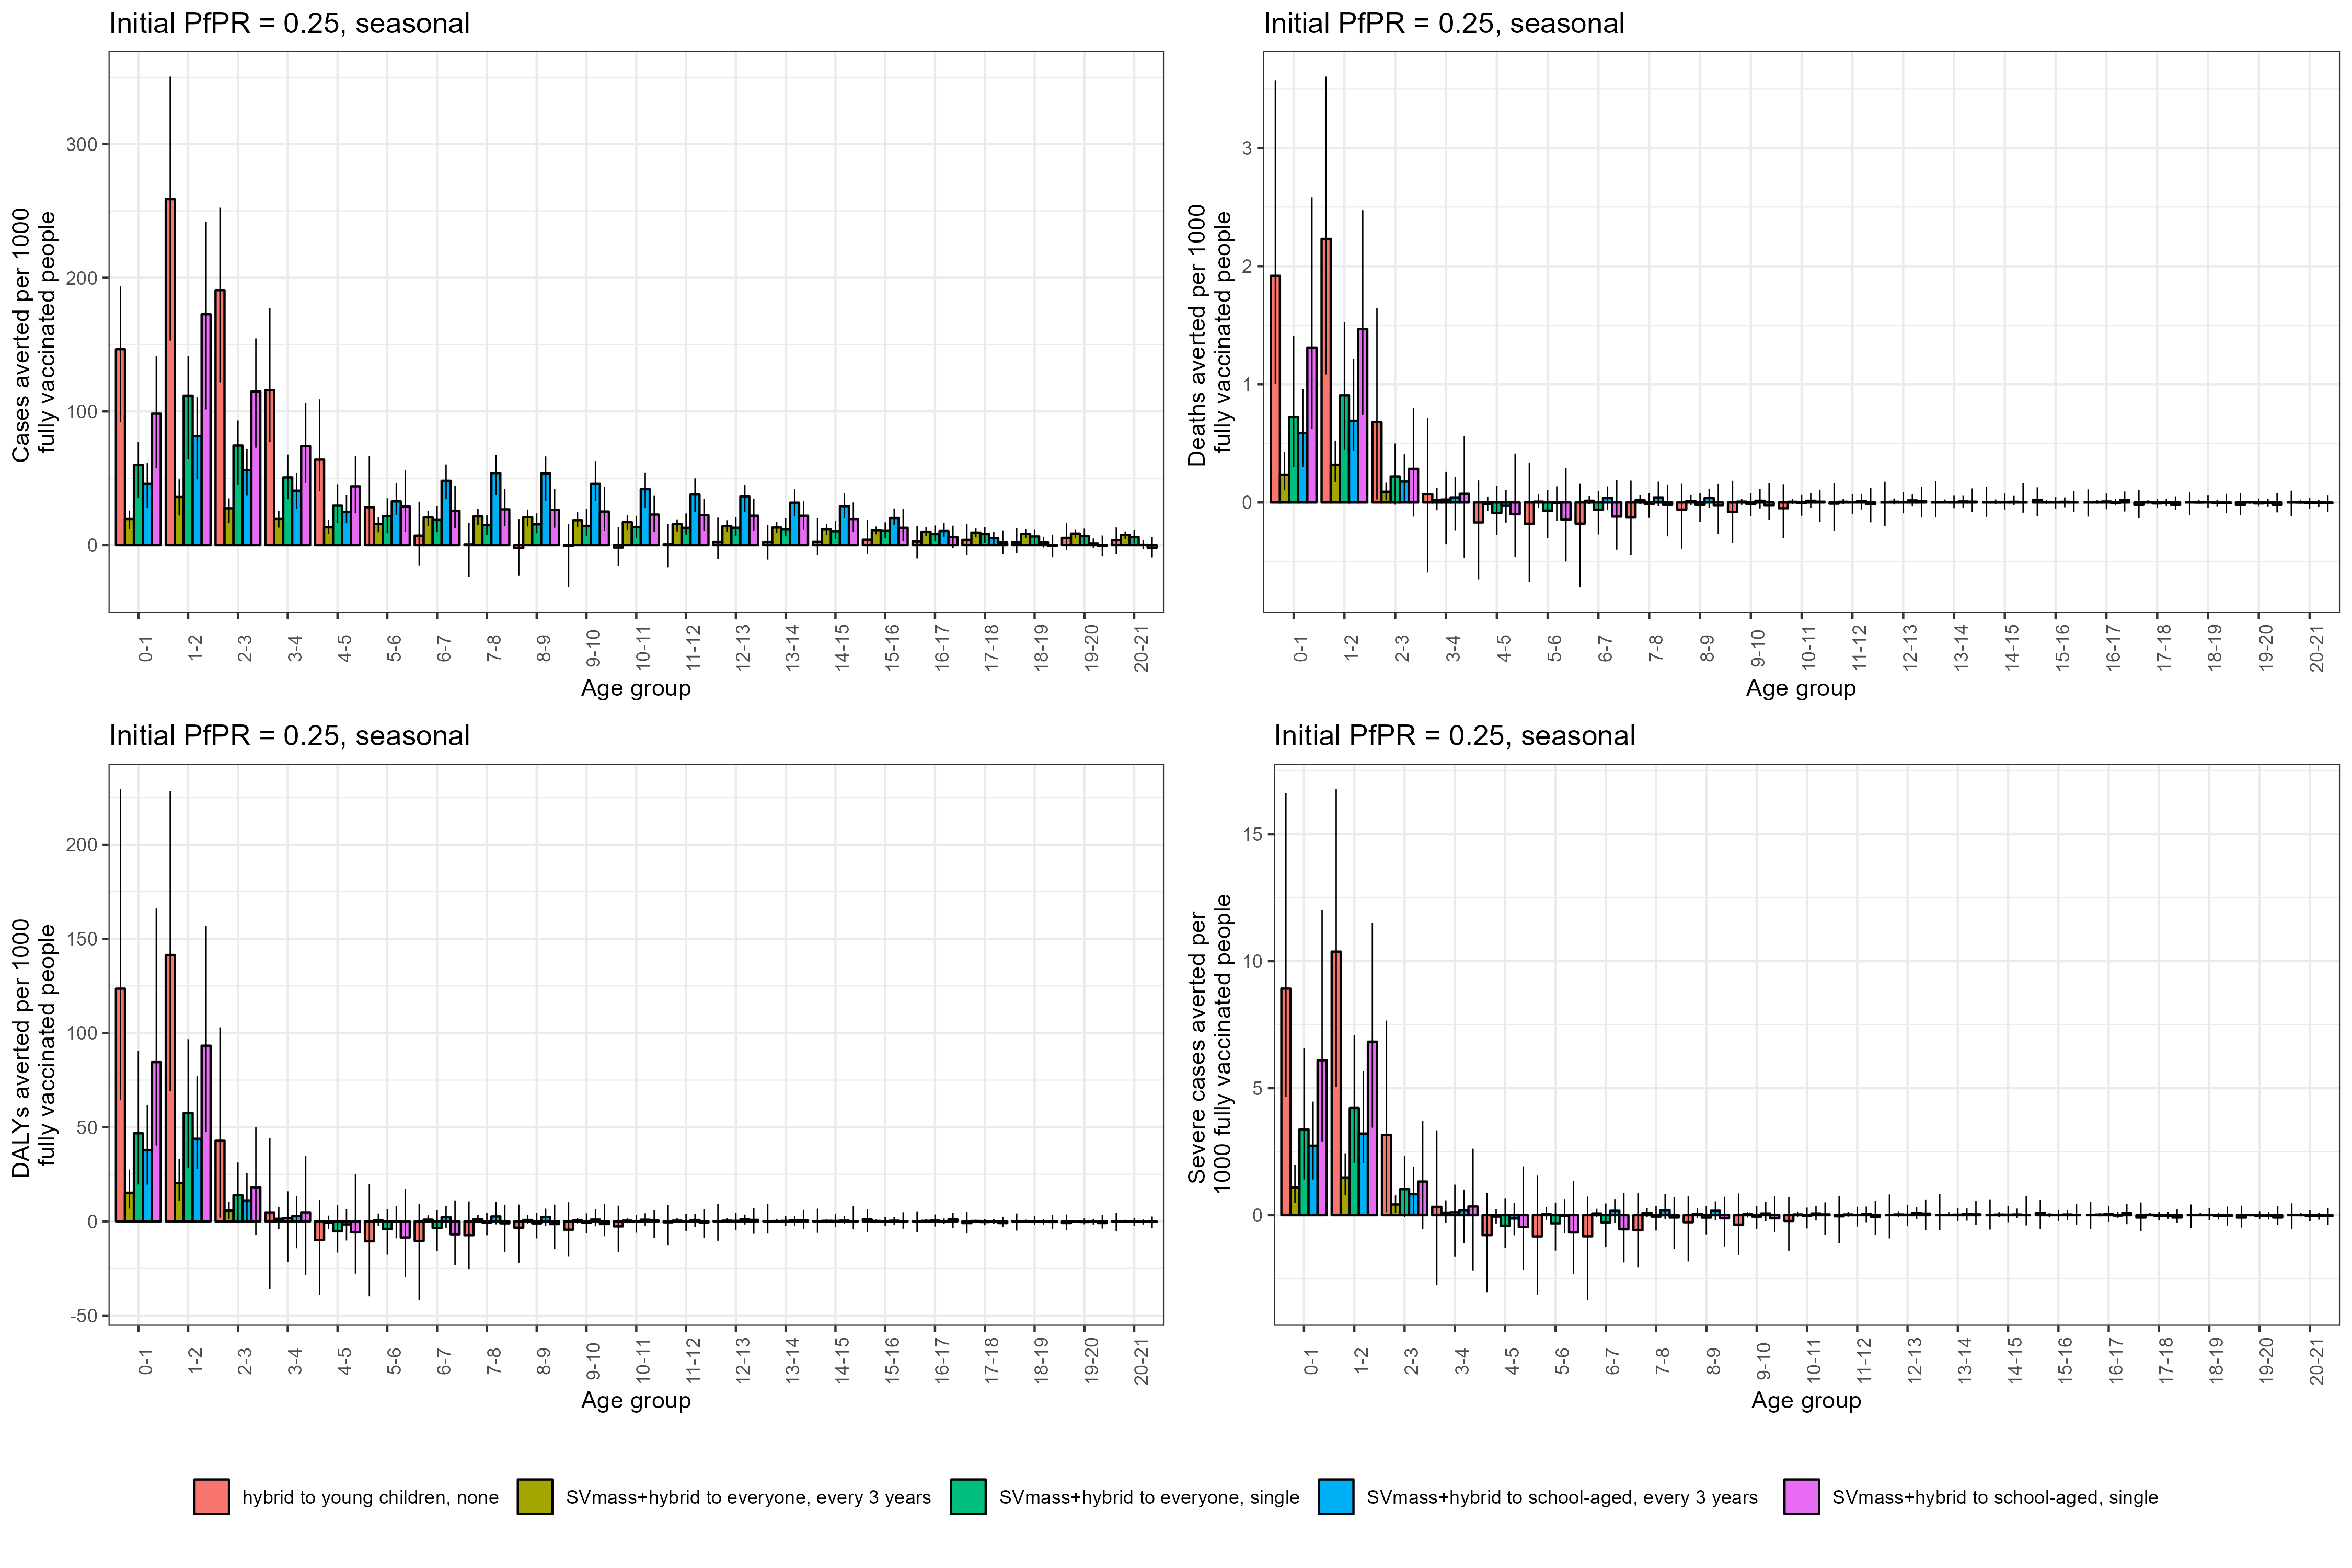 Initial PfPR = 0.25, seasonal
Cases averted per 1000
fully vaccinated people
300
200
100
0
0-1 1-2 2-3 3-4 4-5 5-6 6-7 7-8 8-9 9-10 10-11 11-12 12-13 13-14 14-15 15-16 16-17 17-18 18-19 19-20 20-21
Age group
Initial PfPR = 0.25, seasonal
Deaths averted per 1000
fully vaccinated people
3
2
1
0
0-1 1-2 2-3 3-4 4-5 5-6 6-7 7-8 8-9 9-10 10-11 11-12 12-13 13-14 14-15 15-16 16-17 17-18 18-19 19-20 20-21
Age group
Initial PfPR = 0.25, seasonal
DALYs averted per 1000
fully vaccinated people
200
150
100
50
0
-50
0-1 1-2 2-3 3-4 4-5 5-6 6-7 7-8 8-9 9-10 10-11 11-12 12-13 13-14 14-15 15-16 16-17 17-18 18-19 19-20 20-21
Age group
Initial PfPR = 0.25, seasonal
Severe cases averted per
1000 fully vaccinated people
15
10
5
0
0-1 1-2 2-3 3-4 4-5 5-6 6-7 7-8 8-9 9-10 10-11 11-12 12-13 13-14 14-15 15-16 16-17 17-18 18-19 19-20 20-21
Age group
hybrid to young children, none
SVmass+hybrid to everyone, every 3 years
SVmass+hybrid to everyone, single
SVmass+hybrid to school-aged, every 3 years
SVmass+hybrid to school-aged, single